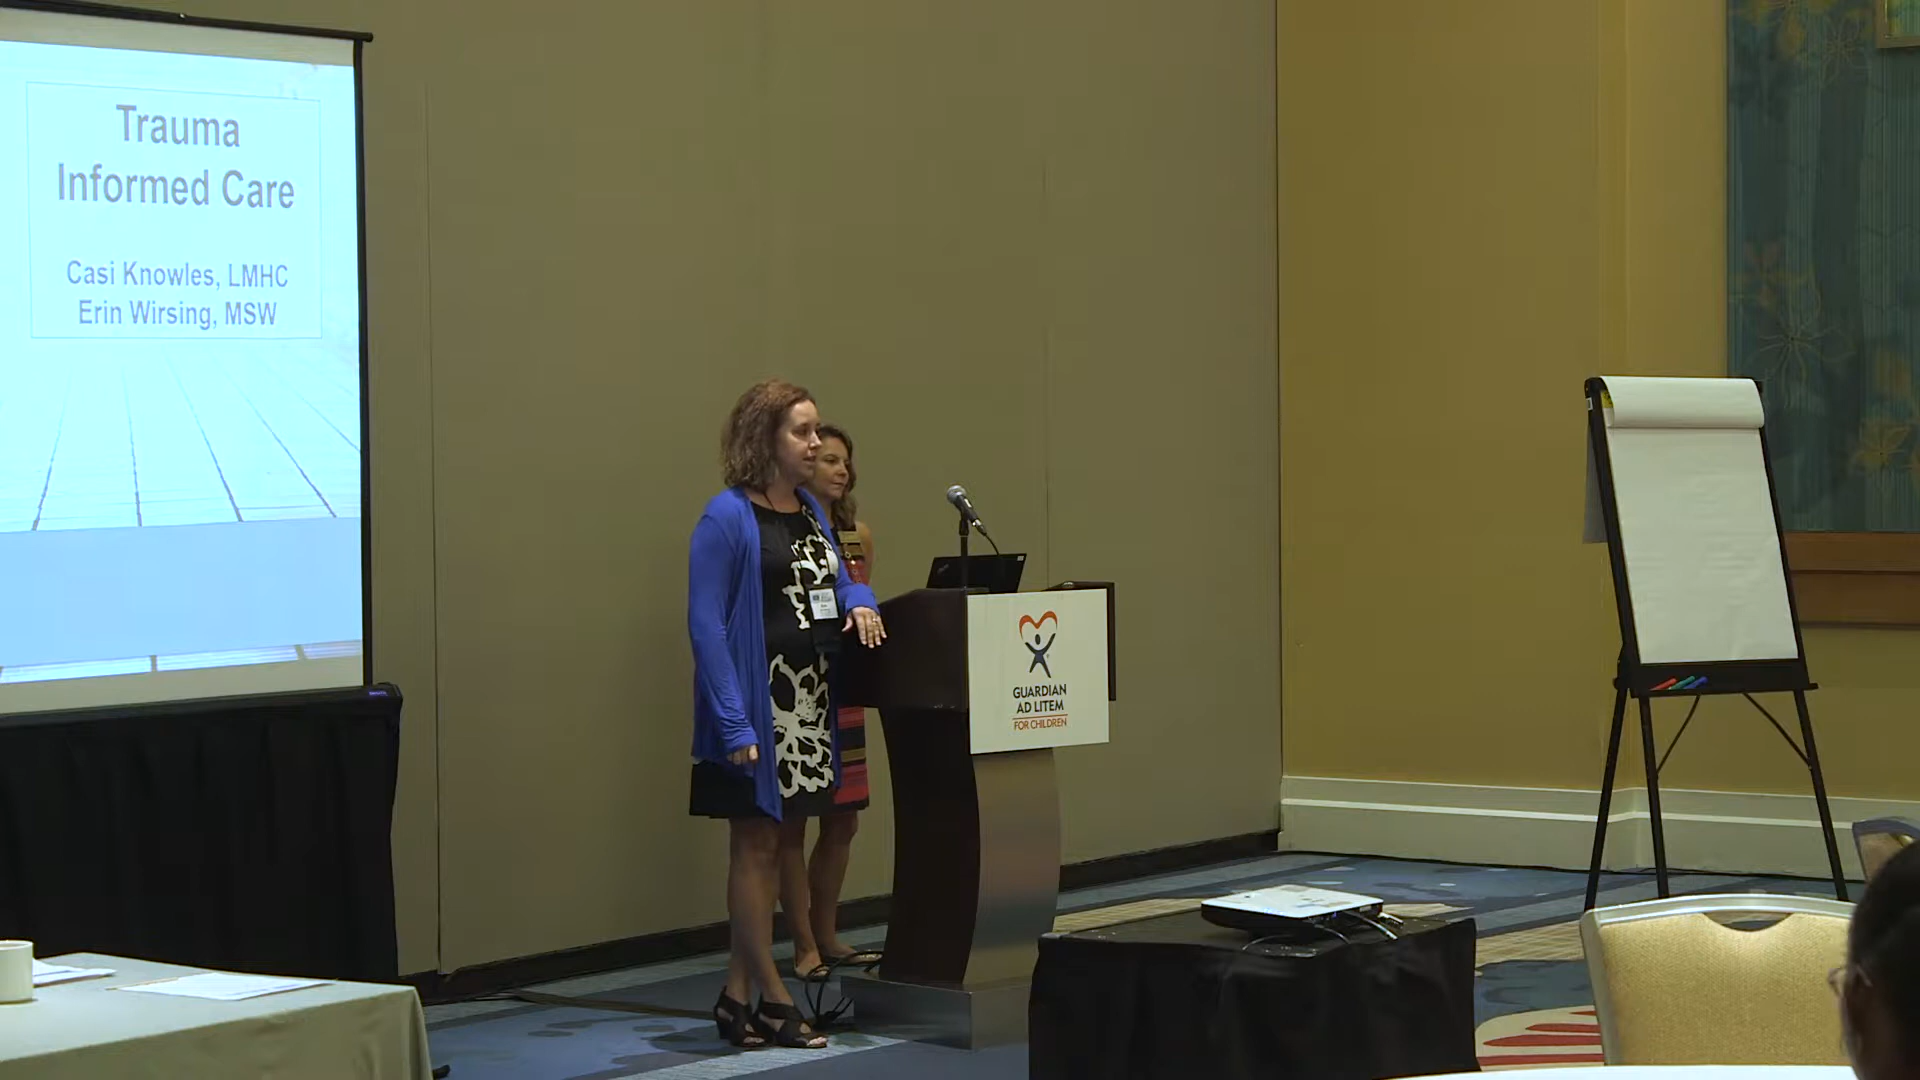 Trauma
Informed Care
Casi Knowles, LMHC
Erin Wirsing, MSW
GUARDIAN
AD LITEM
FOR CHILDREN